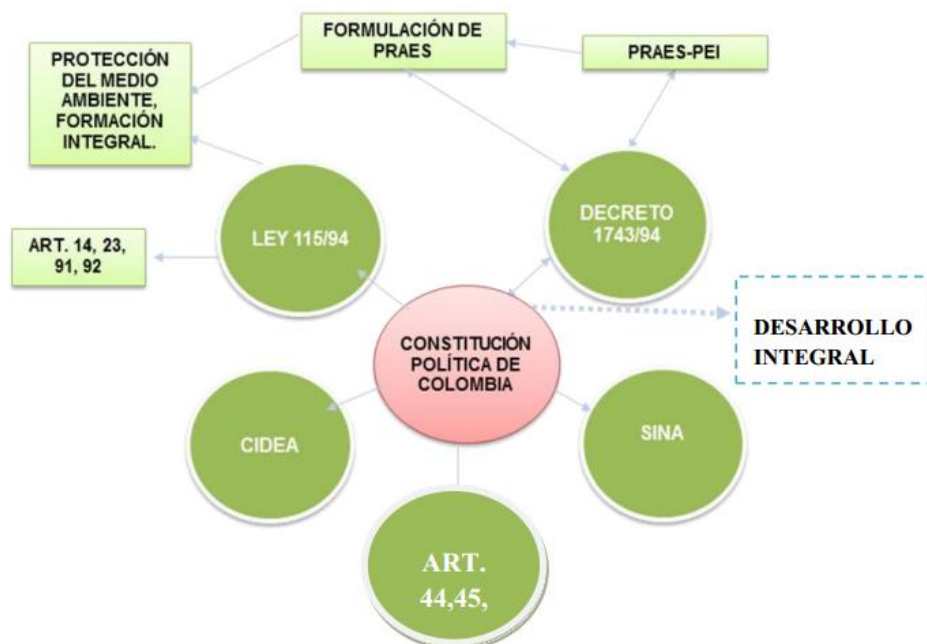 FORMULACIÓN DE
PRAES
PRAES-PEI
PROTECCIÓN
DEL MEDIO
AMBIENTE,
FORMACIÓN
INTEGRAL.
LEY 115/94
DECRETO
1743/94
ART. 14, 23,
91, 92
CONSTITUCIÓN
POLÍTICA DE
COLOMBIA
DESARROLLO
INTEGRAL
CIDEA
SINA
ART.
44,45,